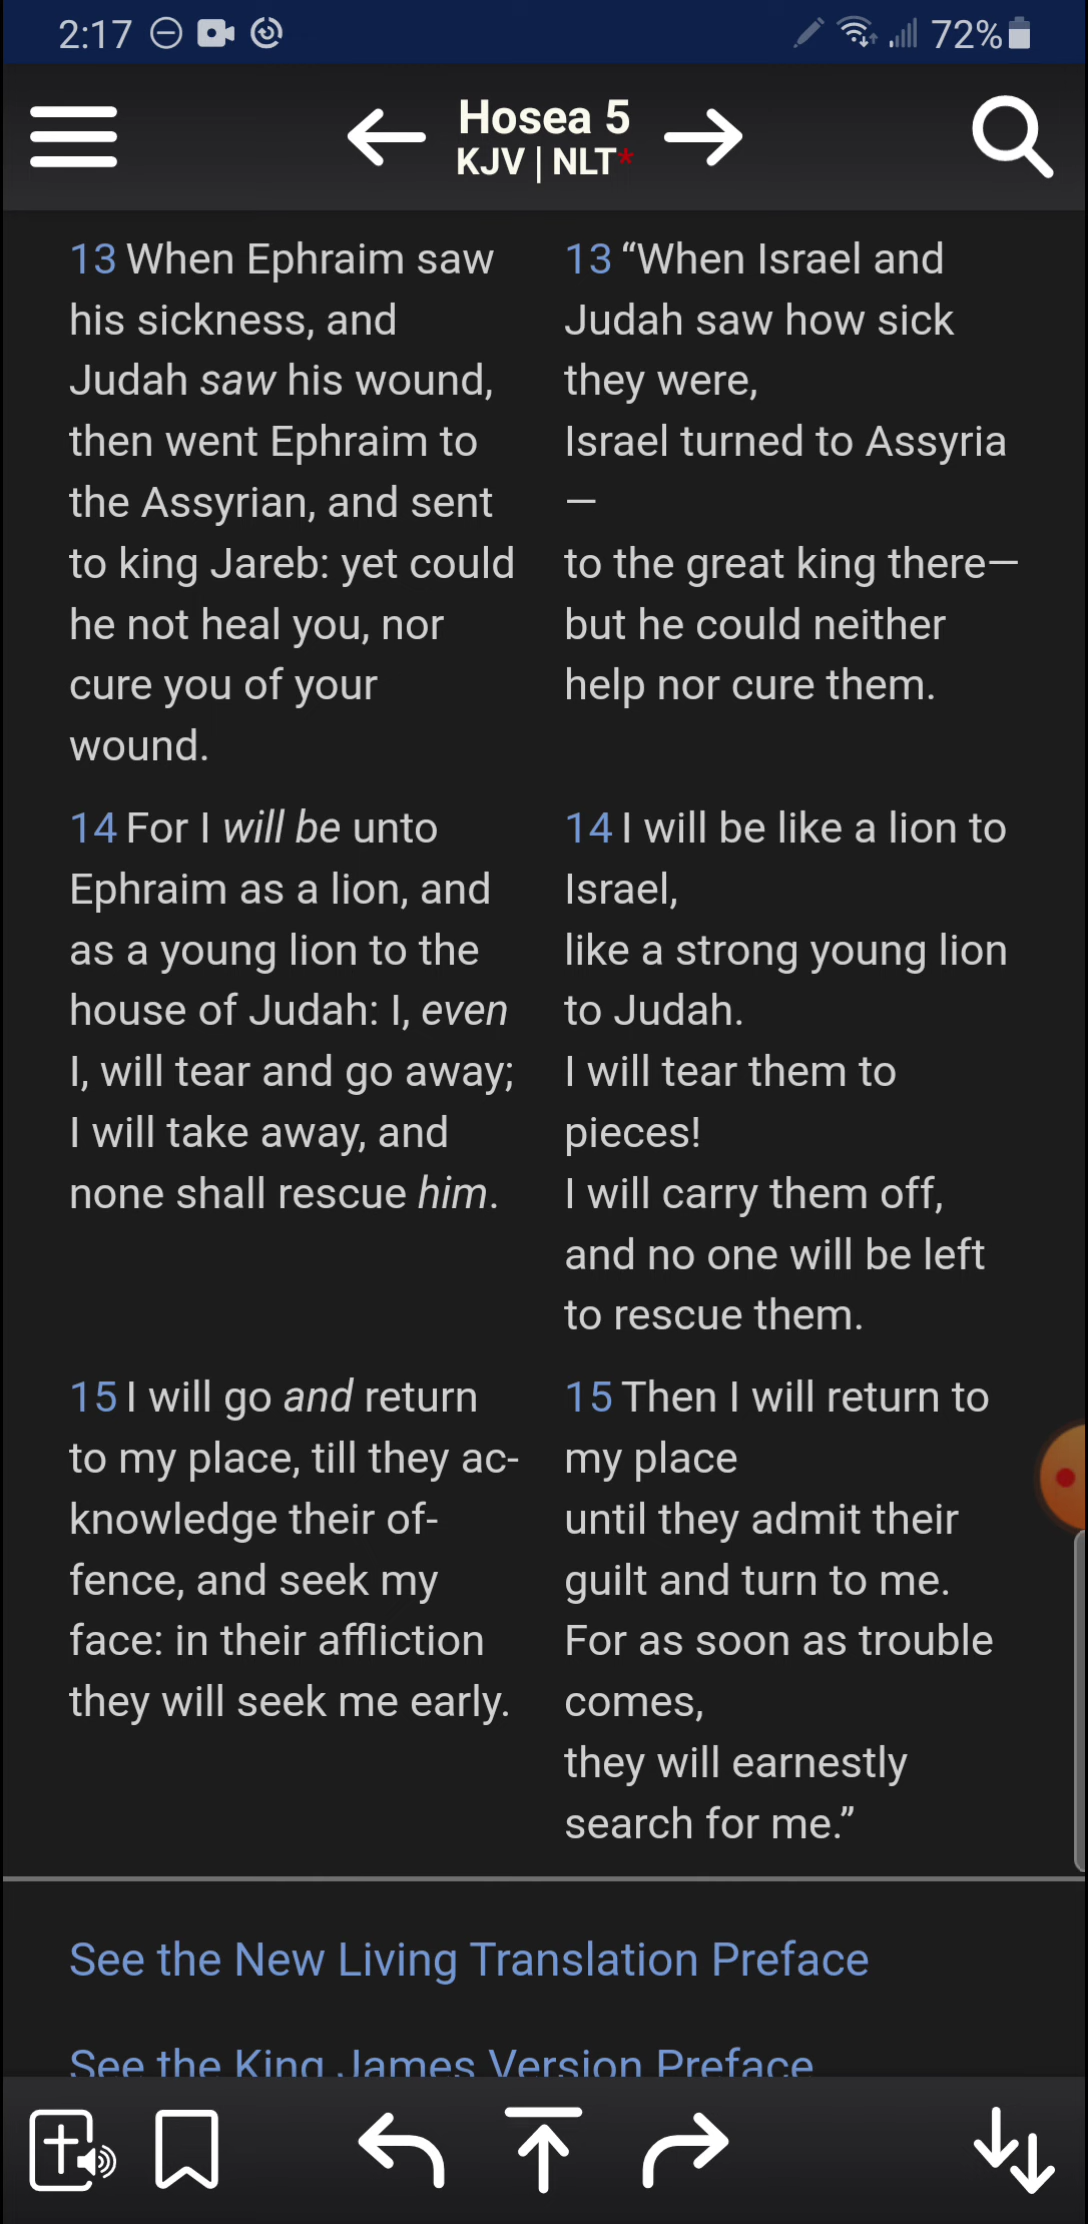 2:17 72%
Hosea 5
KJV | NLT*
13 When Ephraim saw
his sickness, and
Judah saw his wound,
then went Ephraim to
the Assyrian, and sent
to king Jareb: yet could
he not heal you, nor
cure you of your
wound.
13 “When Israel and
Judah saw how sick
they were,
Israel turned to Assyria
—
to the great king there—
but he could neither
help nor cure them.
14 For I will be unto
Ephraim as a lion, and
as a young lion to the
house of Judah: I, even
I, will tear and go away;
I will take away, and
none shall rescue him.
14 I will be like a lion to
Israel,
like a strong young lion
to Judah.
I will tear them to
pieces!
I will carry them off,
and no one will be left
to rescue them.
15 I will go and return
to my place, till they ac-
knowledge their of-
fence, and seek my
face: in their affliction
they will seek me early.
15 Then I will return to
my place
until they admit their
guilt and turn to me.
For as soon as trouble
comes,
they will earnestly
search for me.”
See the New Living Translation Preface
See the King James Version Preface